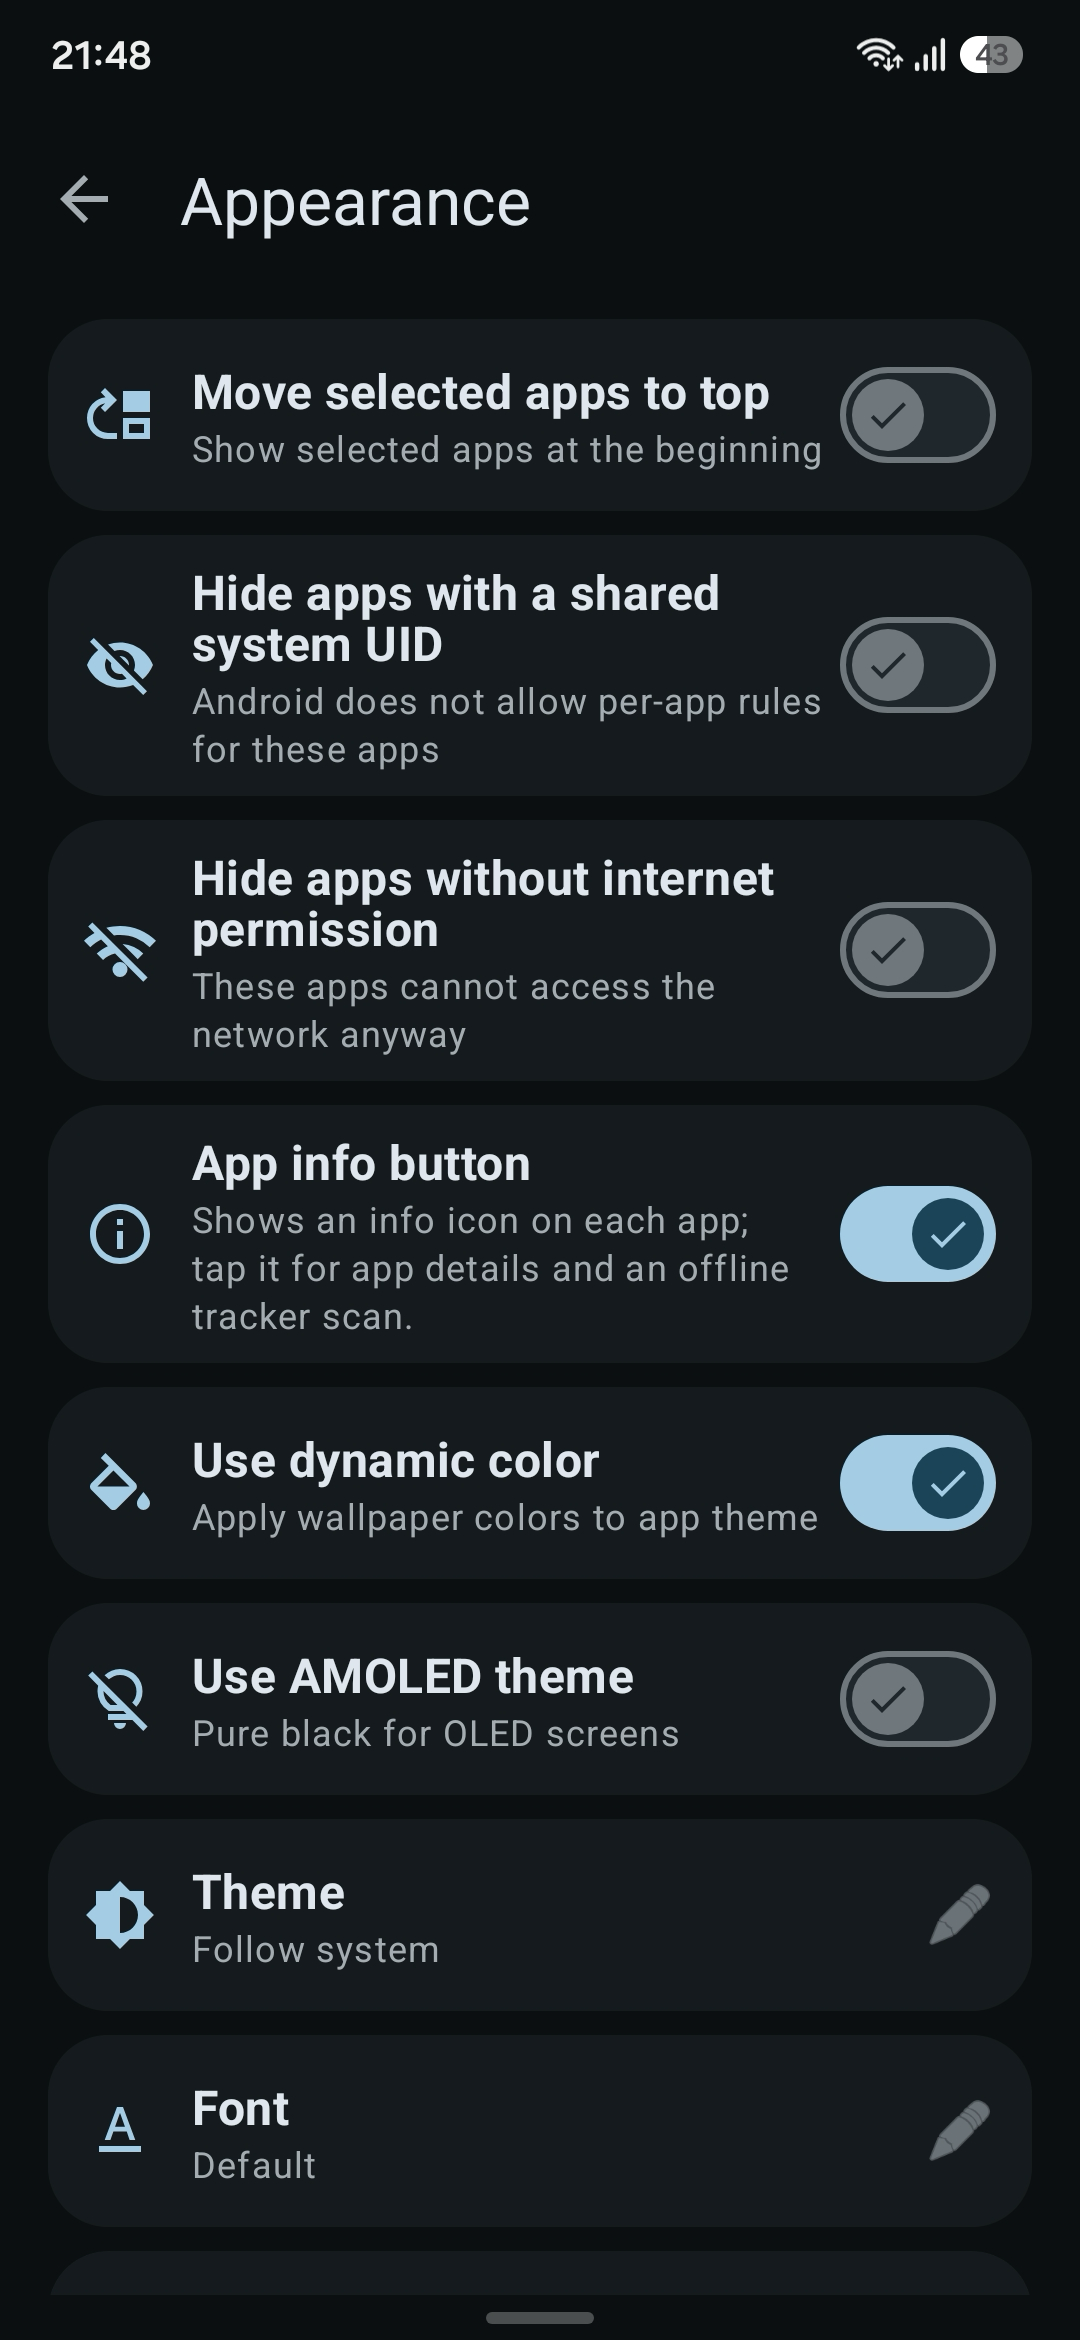 21:48
43
Appearance
Move selected apps to top
Show selected apps at the beginning
Hide apps with a shared
system UID
Android does not allow per-app rules
for these apps
Hide apps without internet
permission
These apps cannot access the
network anyway
App info button
Shows an info icon on each app;
tap it for app details and an offline
tracker scan.
Use dynamic color
Apply wallpaper colors to app theme
Use AMOLED theme
Pure black for OLED screens
Theme
Follow system
Font
Default